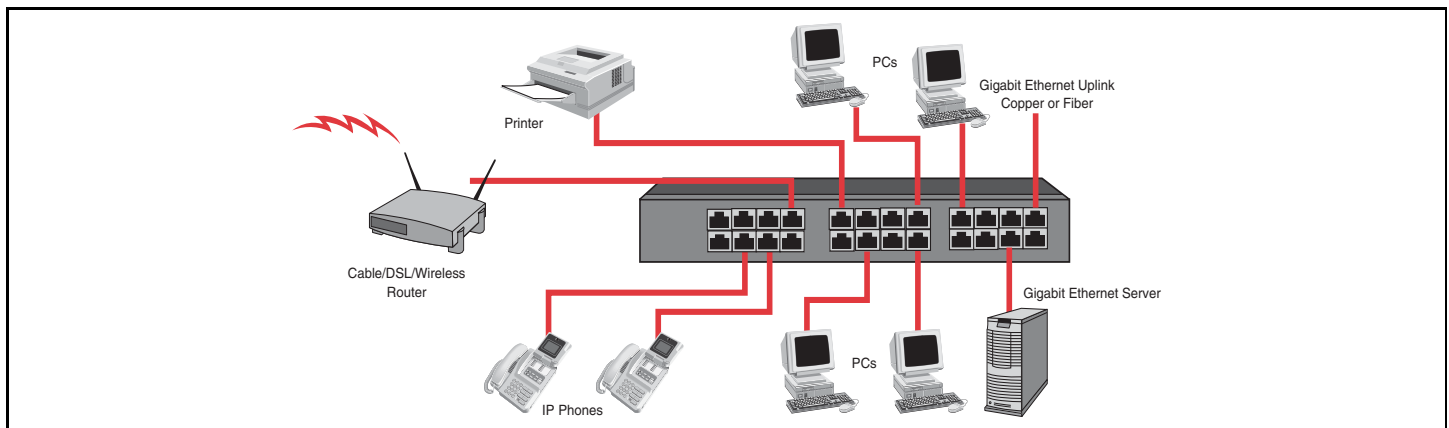 PCs
Gigabit Ethernet Uplink
Copper or Fiber
Printer
Cable/DSL/Wireless
Router
Gigabit Ethernet Server
PCs
IP Phones